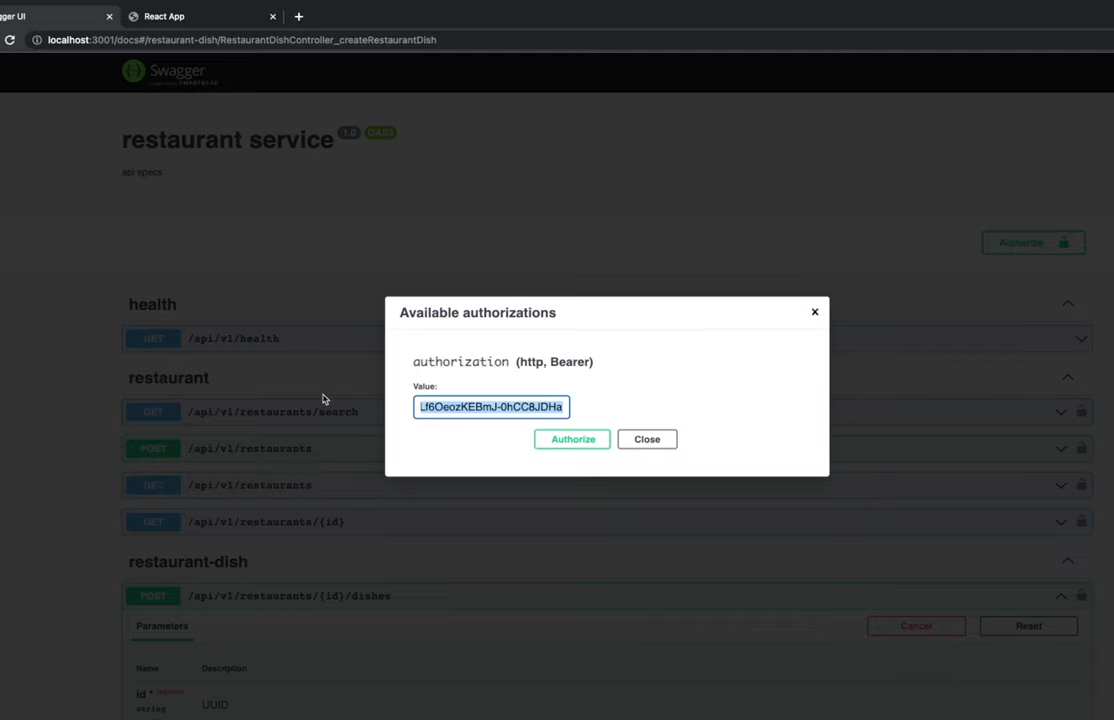 gger UI
React App
localhost:3001/docs#/restaurant-dish/RestaurantDishController_createRestaurantDish
Swagger
restaurant service 1.0 OAS3
api specs
Authorize
health
GET /api/v1/health
restaurant
GET /api/v1/restaurants/search
POST /api/v1/restaurants
GET /api/v1/restaurants
GET /api/v1/restaurants/{id}
restaurant-dish
POST /api/v1/restaurants/{id}/dishes
Parameters
Cancel
Reset
Name Description
id * required
string
UUID
Available authorizations
authorization (http, Bearer)
Value:
Lf6OeozKEBmJ-0hCC8JDHa
Authorize
Close